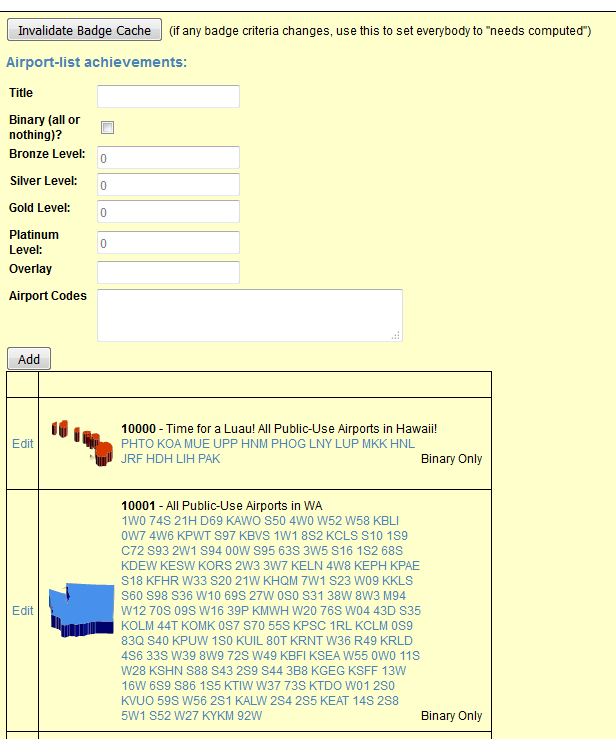 Invalidate Badge Cache (if any badge criteria changes, use this to set everybody to "needs computed")
Airport-list achievements:
Title
Binary (all or
nothing)?
Bronze Level: 0
Silver Level: 0
Gold Level: 0
Platinum
Level: 0
Overlay
Airport Codes
Add
10000 - Time for a Luau! All Public-Use Airports in Hawaii!
Edit PHTO KOA MUE UPP HNM PHOG LNY LUP MKK HNL
JRF HDH LIH PAK Binary Only
10001 - All Public-Use Airports in WA
1W0 74S 21H D69 KAWO S50 4W0 W52 W58 KBLI
0W7 4W6 KPWT S97 KBVS 1W1 8S2 KCLS S10 1S9
C72 S93 2W1 S94 00W S95 63S 3W5 S16 1S2 68S
KDEW KESW KORS 2W3 3W7 KELN 4W8 KEPH KPAE
S18 KFHR W33 S20 21W KHQM 7W1 S23 W09 KKLS
S60 S98 S36 W10 69S 27W 0S0 S31 38W 8W3 M94
Edit W12 70S 09S W16 39P KMWH W20 76S W04 43D S35
KOLM 44T KOMK 0S7 S70 55S KPSC 1RL KCLM 0S9
83Q S40 KPUW 1S0 KUIL 80T KRNT W36 R49 KRLD
4S6 33S W39 8W9 72S W49 KBFI KSEA W55 0W0 11S
W28 KSHN S88 S43 2S9 S44 3B8 KGEG KSFF 13W
16W 6S9 S86 1S5 KTIW W37 73S KTDO W01 2S0
KVUO 59S W56 2S1 KALW 2S4 2S5 KEAT 14S 2S8
5W1 S52 W27 KYKM 92W Binary Only